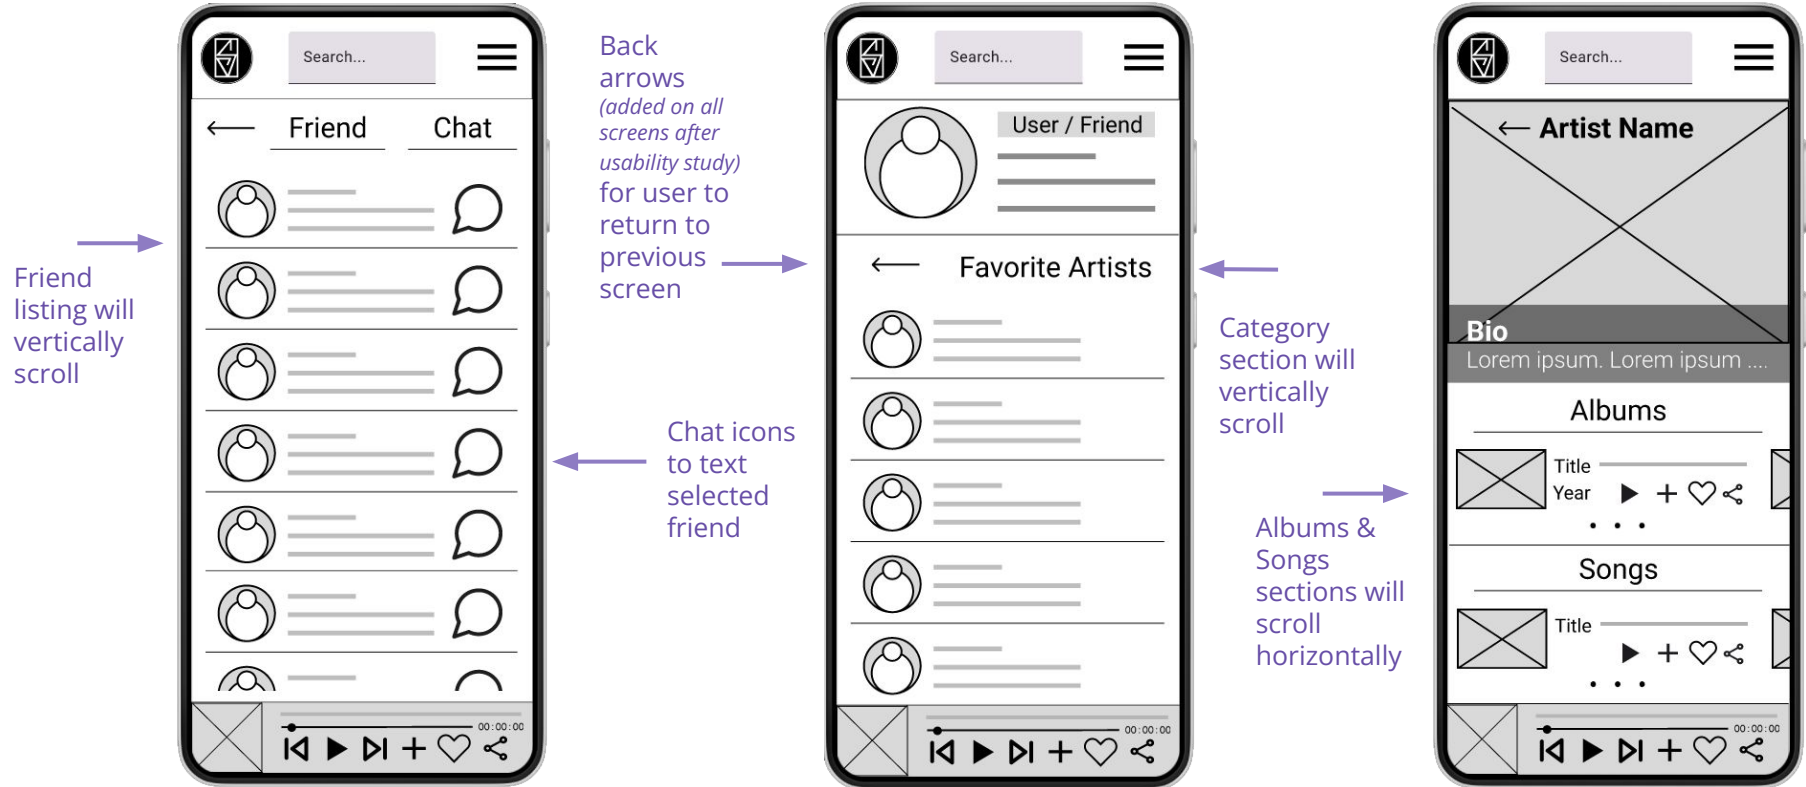 Search...
Friend
Chat
00:00:00
Friend
listing will
vertically
scroll
Back
arrows
(added on all
screens after
usability study)
for user to
return to
previous
screen
Chat icons
to text
selected
friend
Search...
User / Friend
Favorite Artists
00:00:00
Category
section will
vertically
scroll
Albums &
Songs
sections will
scroll
horizontally
Search...
Artist Name
Bio
Lorem ipsum. Lorem ipsum ....
Albums
Title
Year
Songs
Title
00:00:00